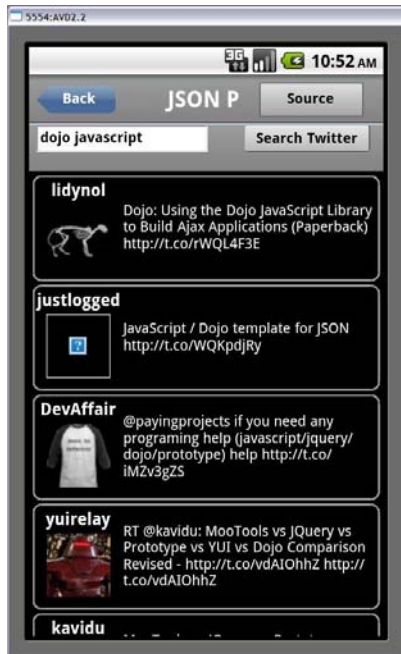 5554:AVD2.2
3G
10:52 AM
Back
JSON P
Source
dojo javascript
Search Twitter
lidynol
Dojo: Using the Dojo JavaScript Library
to Build Ajax Applications (Paperback)
http://t.co/rWQL4F3E
justlogged
JavaScript / Dojo template for JSON
http://t.co/WQKpdjRy
DevAffair
@payingprojects if you need any
programing help (javascript/jquery/
dojo/prototype) help http://t.co/
iMZv3gZS
yuirelay
RT @kavidu: MooTools vs JQuery vs
Prototype vs YUI vs Dojo Comparison
Revised - http://t.co/vdAIOhhZ http://
t.co/vdAIOhhZ
kavidu